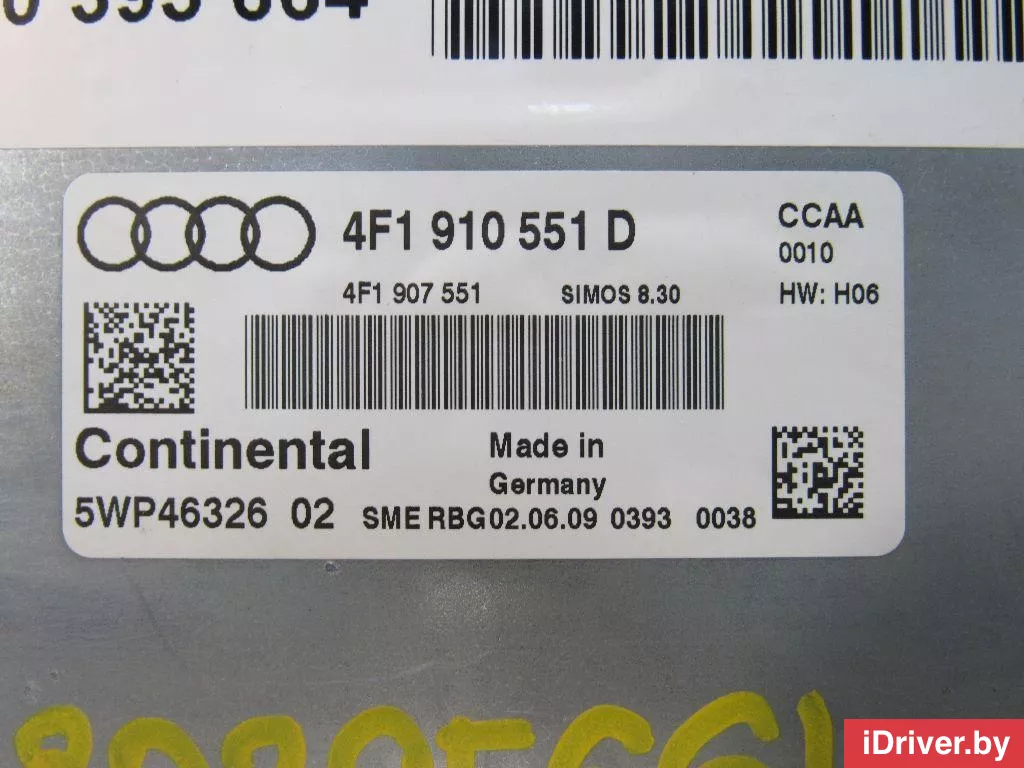 4F1 910 551 D
CCAA
0010
4F1 907 551
SIMOS 8.30
HW: H06
Continental
Made in
Germany
5WP46326 02
SME RBG02.06.09 0393 0038
iDriver.by